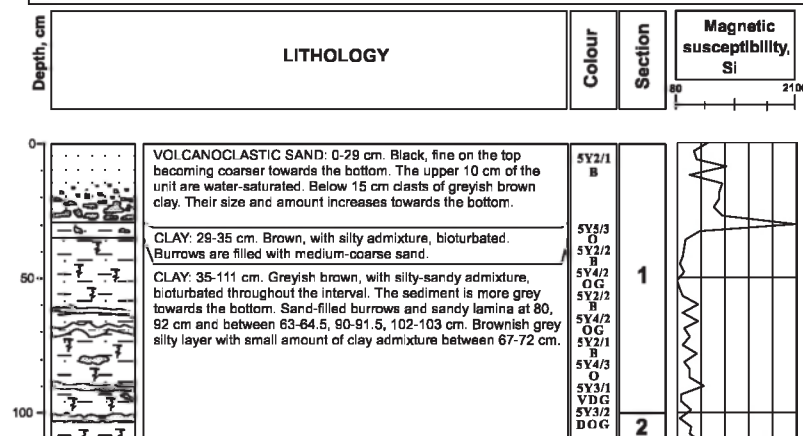 Depth, cm
LITHOLOGY
Colour
Section
Magnetic
susceptibility,
Si
80
2100
0
VOLCANOCLASTIC SAND: 0-29 cm. Black, fine on the top
becoming coarser towards the bottom. The upper 10 cm of the
unit are water-saturated. Below 15 cm clasts of greyish brown
clay. Their size and amount increases towards the bottom.
CLAY: 29-35 cm. Brown, with silty admixture, bioturbated.
Burrows are filled with medium-coarse sand.
50
CLAY: 35-111 cm. Greyish brown, with silty-sandy admixture,
bioturbated throughout the interval. The sediment is more grey
towards the bottom. Sand-filled burrows and sandy lamina at 80,
92 cm and between 63-64.5, 90-91.5, 102-103 cm. Brownish grey
silty layer with small amount of clay admixture between 67-72 cm.
100
5Y2/1
B
5Y5/3
O
5Y2/2
B
5Y4/2
OG
5Y2/2
B
5Y4/2
OG
5Y2/1
B
5Y4/3
O
5Y3/1
VDG
5Y3/2
DOG
1
2